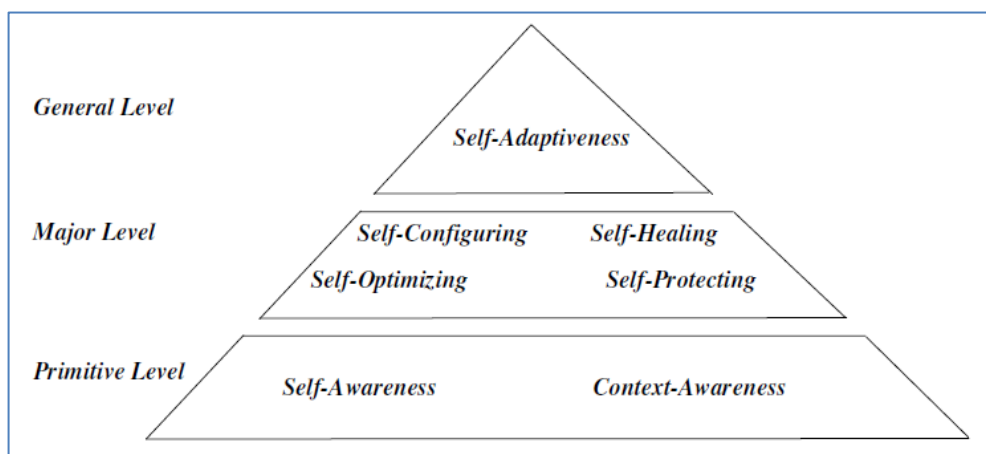 General Level
Self-Adaptiveness
Major Level
Self-Configuring Self-Healing
Self-Optimizing Self-Protecting
Primitive Level
Self-Awareness Context-Awareness